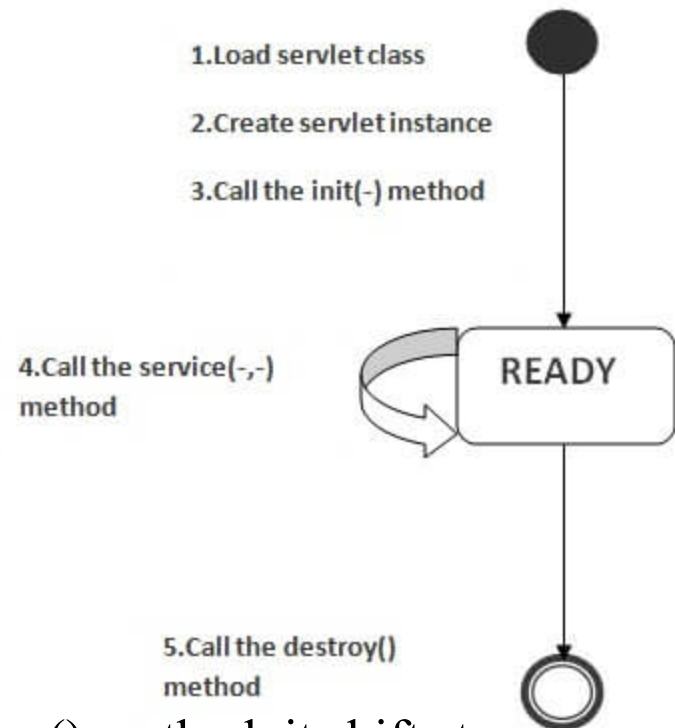 1.Load servlet class
2.Create servlet instance
3.Call the init(-) method
4.Call the service(-,-)
method
READY
5.Call the destroy()
method